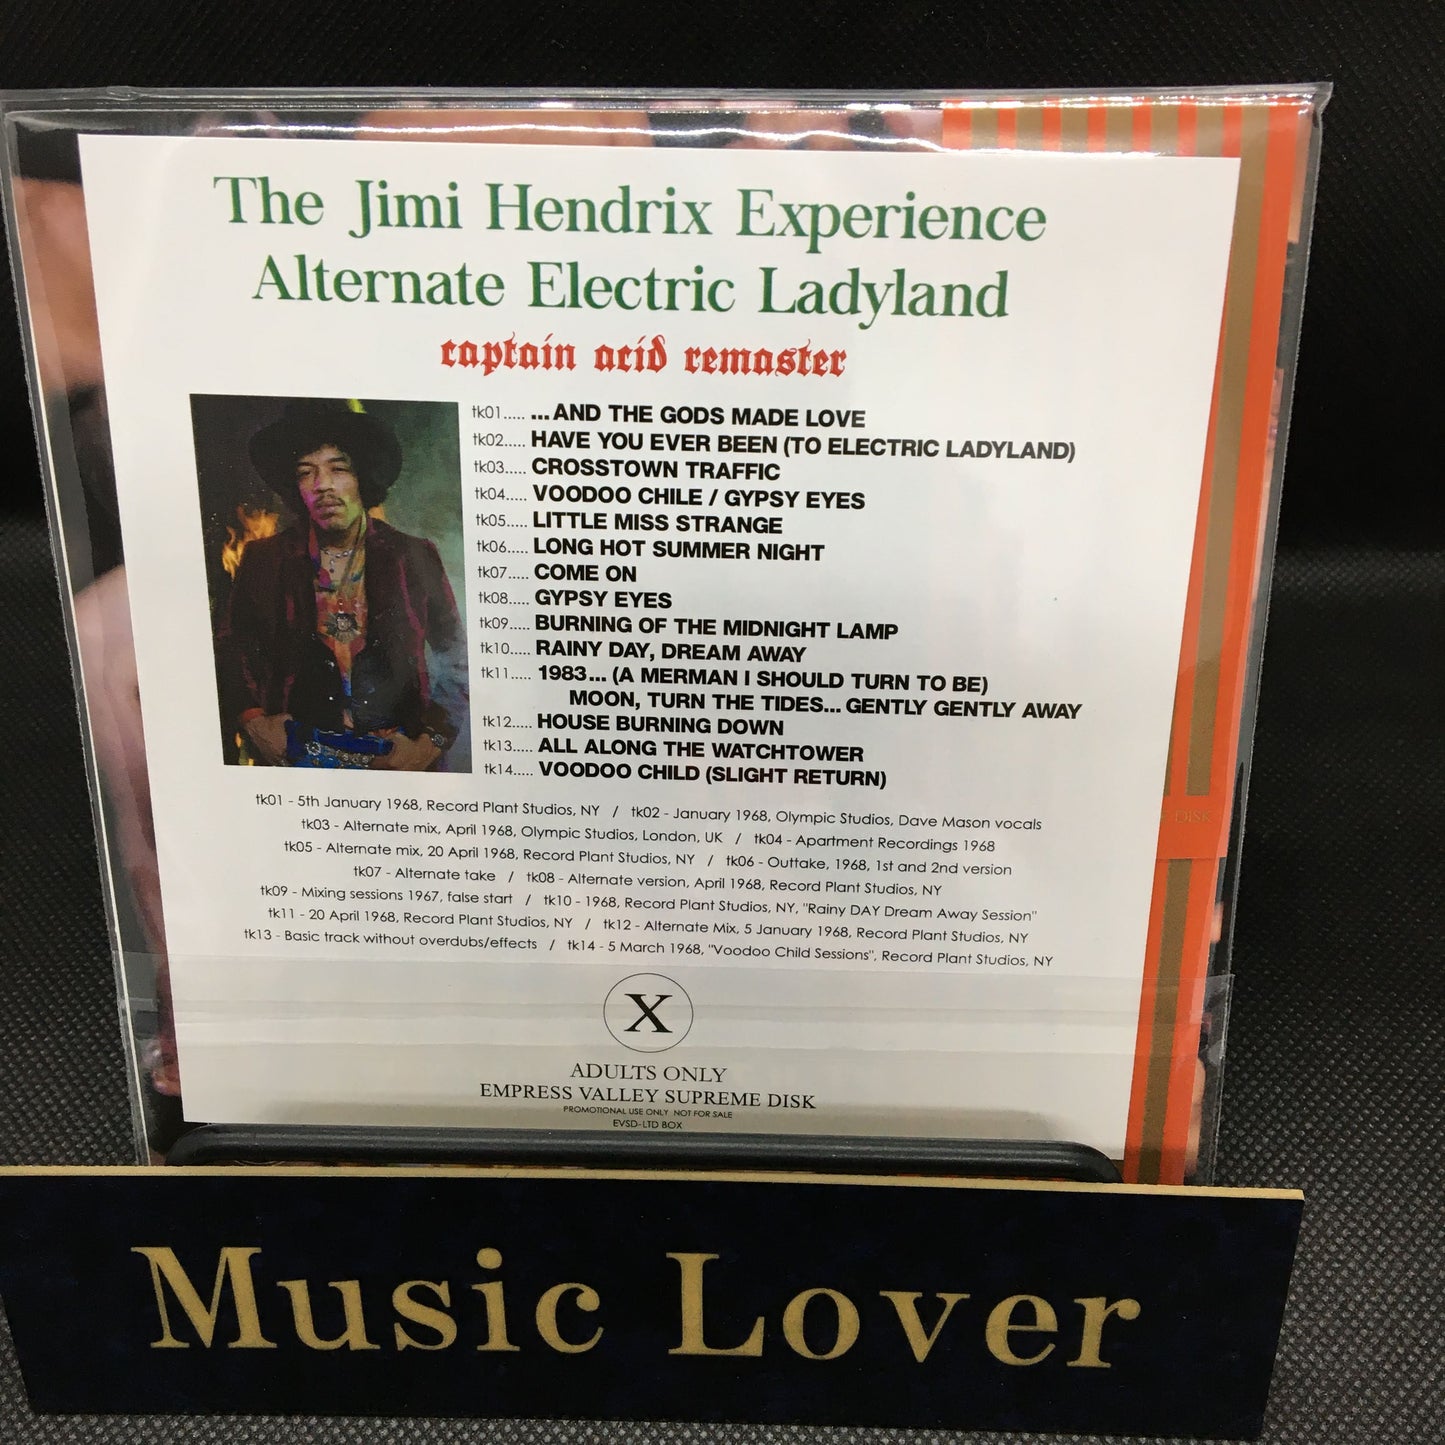 The Jimi Hendrix Experience
Alternate Electric Ladyland
captain acid remaster
tk01..... ...AND THE GODS MADE LOVE
tk02..... HAVE YOU EVER BEEN (TO ELECTRIC LADYLAND)
tk03..... CROSSTOWN TRAFFIC
tk04..... VOODOO CHILE / GYPSY EYES
tk05..... LITTLE MISS STRANGE
tk06..... LONG HOT SUMMER NIGHT
tk07..... COME ON
tk08..... GYPSY EYES
tk09..... BURNING OF THE MIDNIGHT LAMP
tk10..... RAINY DAY, DREAM AWAY
tk11..... 1983... (A MERMAN I SHOULD TURN TO BE)
MOON, TURN THE TIDES... GENTLY GENTLY AWAY
tk12..... HOUSE BURNING DOWN
tk13..... ALL ALONG THE WATCHTOWER
tk14..... VOODOO CHILD (SLIGHT RETURN)
tk01 - 5th January 1968, Record Plant Studios, NY / tk02 - January 1968, Olympic Studios, Dave Mason vocals
tk03 - Alternate mix, April 1968, Olympic Studios, London, UK / tk04 - Apartment Recordings 1968
tk05 - Alternate mix, 20 April 1968, Record Plant Studios, NY / tk06 - Outtake, 1968, 1st and 2nd version
tk07 - Alternate take / tk08 - Alternate version, April 1968, Record Plant Studios, NY
tk09 - Mixing sessions 1967, false start / tk10 - 1968, Record Plant Studios, NY, "Rainy DAY Dream Away Session"
tk11 - 20 April 1968, Record Plant Studios, NY / tk12 - Alternate Mix, 5 January 1968, Record Plant Studios, NY
tk13 - Basic track without overdubs/effects / tk14 - 5 March 1968, "Voodoo Child Sessions", Record Plant Studios, NY
X
ADULTS ONLY
EMPRESS VALLEY SUPREME DISK
PROMOTIONAL USE ONLY NOT FOR SALE
EVSD-LTD BOX
DISK
Music Lover